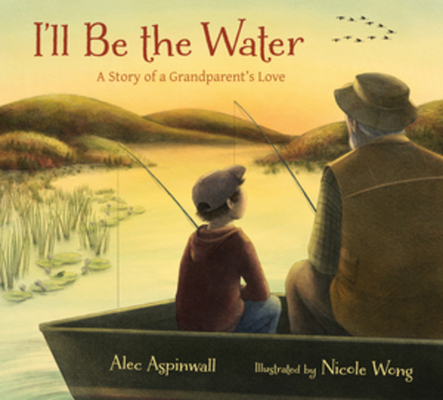 I'll Be the Water
A Story of a Grandparent's Love
Alec Aspinwall Illustrated by Nicole Wong